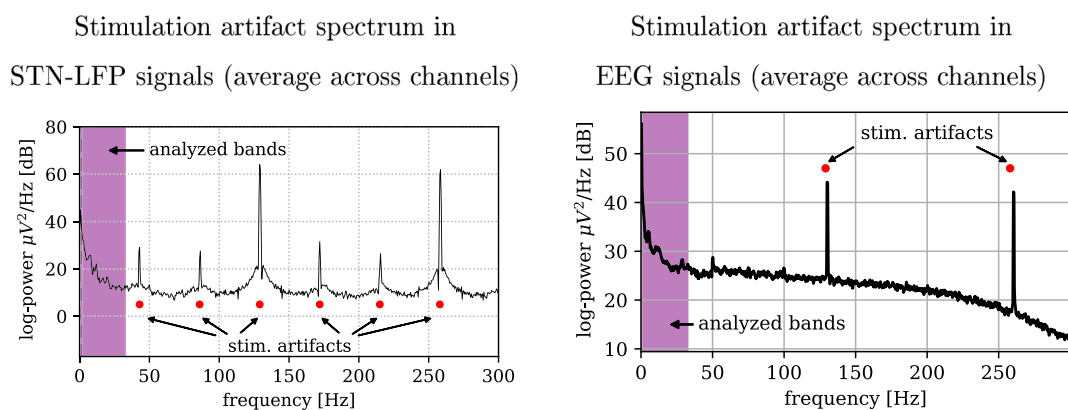 Stimulation artifact spectrum in
STN-LFP signals (average across channels)
80
60
40
20
0
log-power μV²/Hz [dB]
analyzed bands
stim. artifacts
0 50 100 150 200 250 300
frequency [Hz]
Stimulation artifact spectrum in
EEG signals (average across channels)
50
40
30
20
10
log-power μV²/Hz [dB]
stim. artifacts
analyzed bands
0 50 100 150 200 250
frequency [Hz]